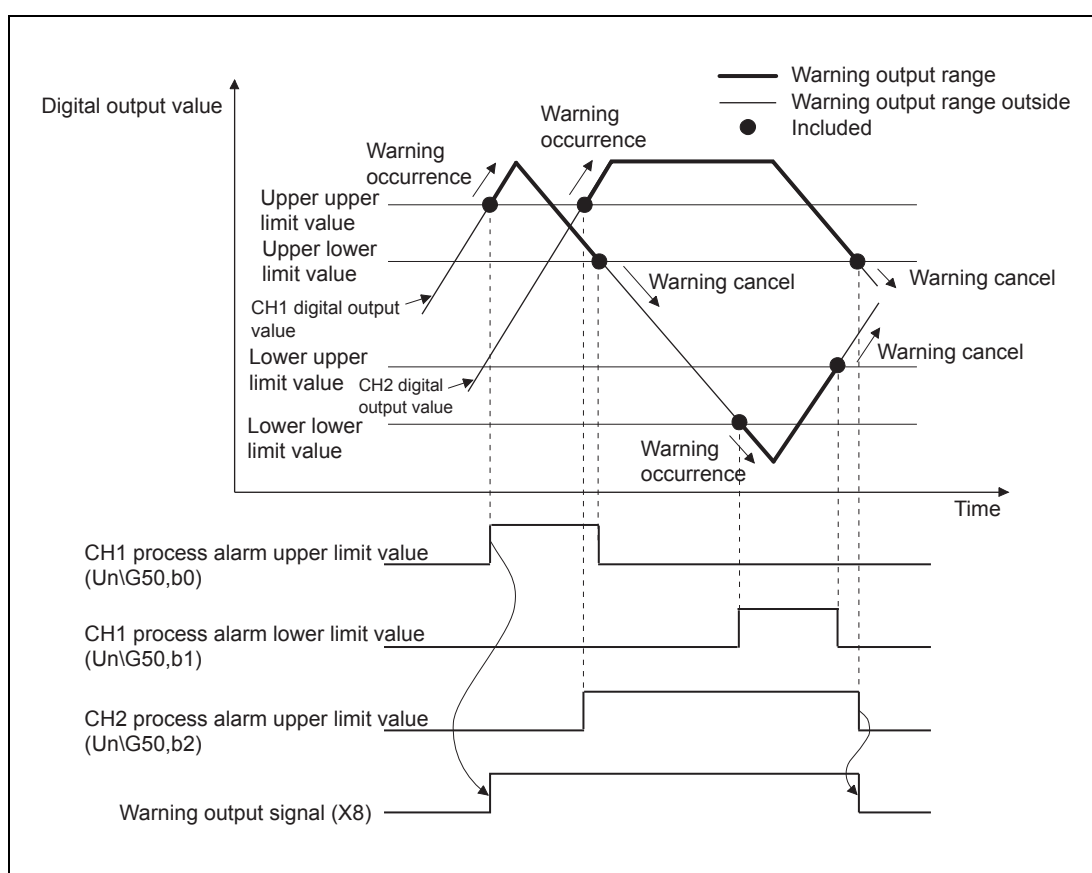 Warning output range
Warning output range outside
Included
Digital output value
Warning
occurrence
Warning
occurrence
Upper upper
limit value
Upper lower
limit value
Warning cancel
Warning cancel
CH1 digital output
value
Lower upper
limit value
CH2 digital
output value
Warning cancel
Lower lower
limit value
Warning
occurrence
Time
CH1 process alarm upper limit value
(Un\G50,b0)
CH1 process alarm lower limit value
(Un\G50,b1)
CH2 process alarm upper limit value
(Un\G50,b2)
Warning output signal (X8)